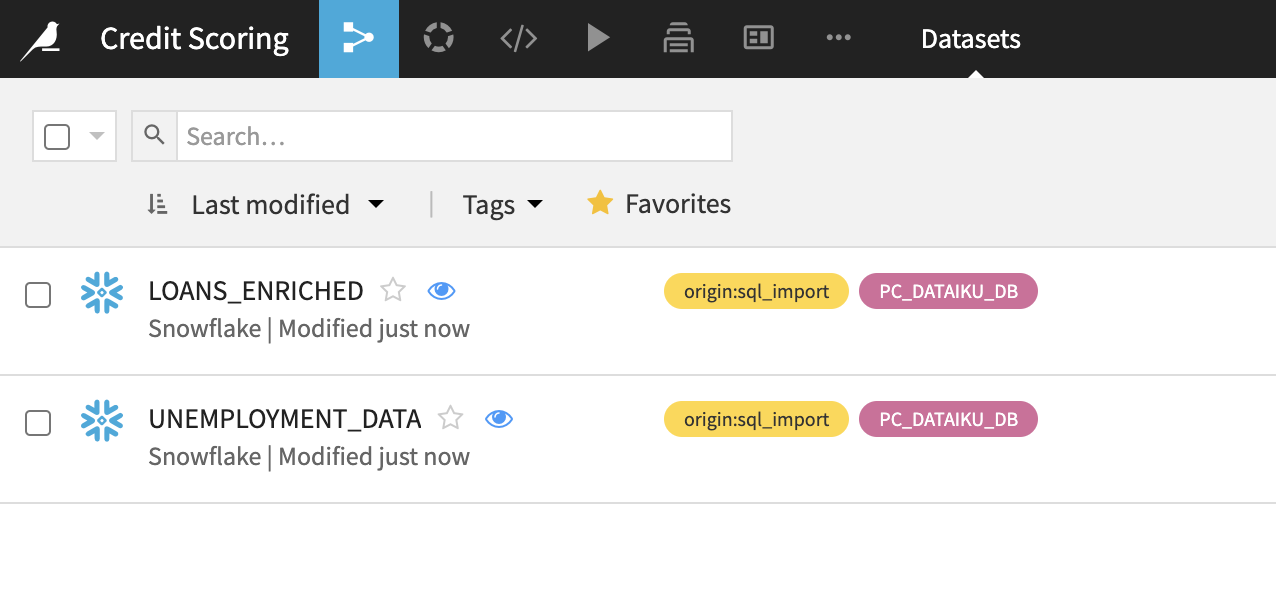 Credit Scoring
Datasets
Search...
Last modified | Tags Favorites
LOANS_ENRICHED origin:sql_import PC_DATAIKU_DB
Snowflake | Modified just now
UNEMPLOYMENT_DATA origin:sql_import PC_DATAIKU_DB
Snowflake | Modified just now